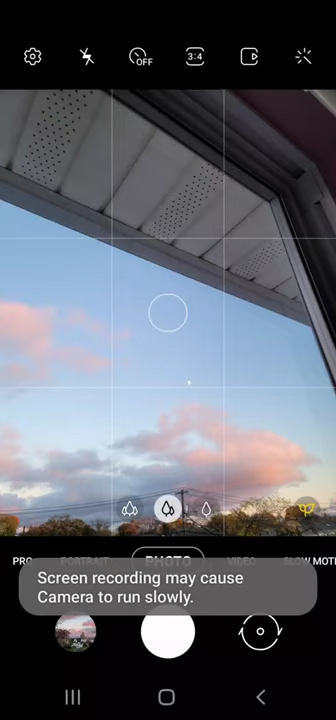 OFF
3:4
PRO PORTRAIT PHOTO VIDEO SLOW MOTI
Screen recording may cause
Camera to run slowly.